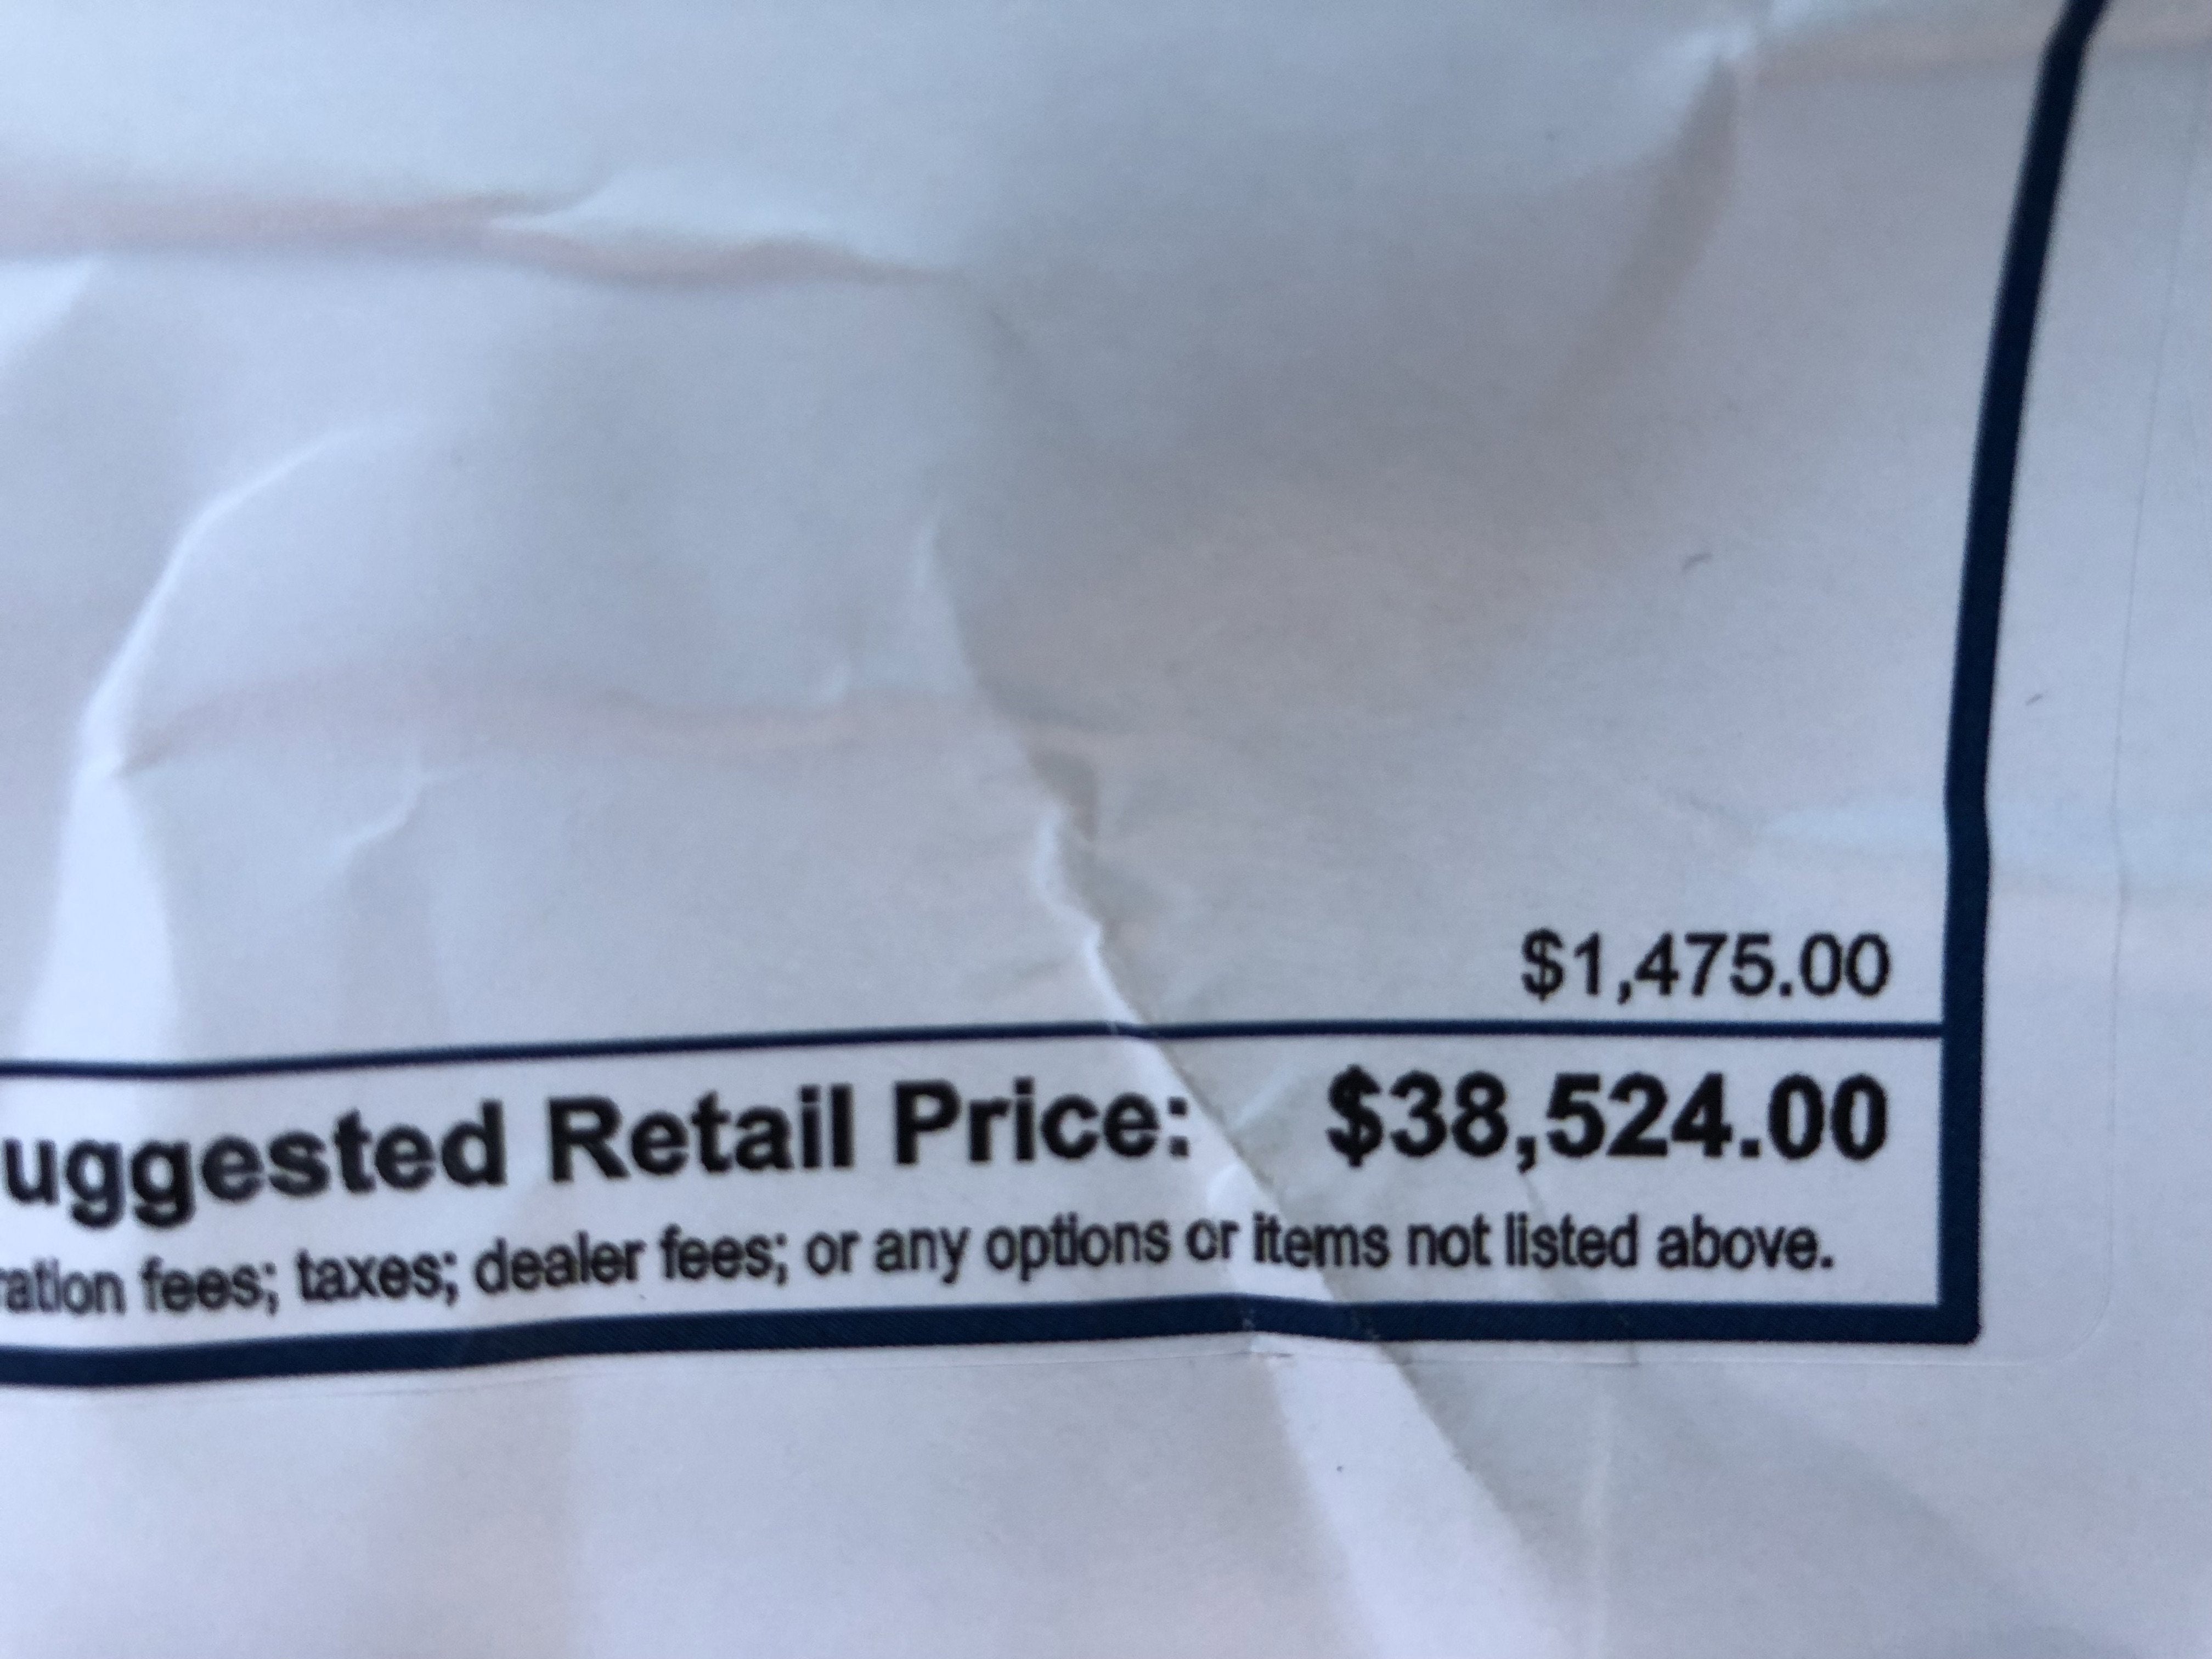 $1,475.00
uggested Retail Price: $38,524.00
ration fees; taxes; dealer fees; or any options or items not listed above.